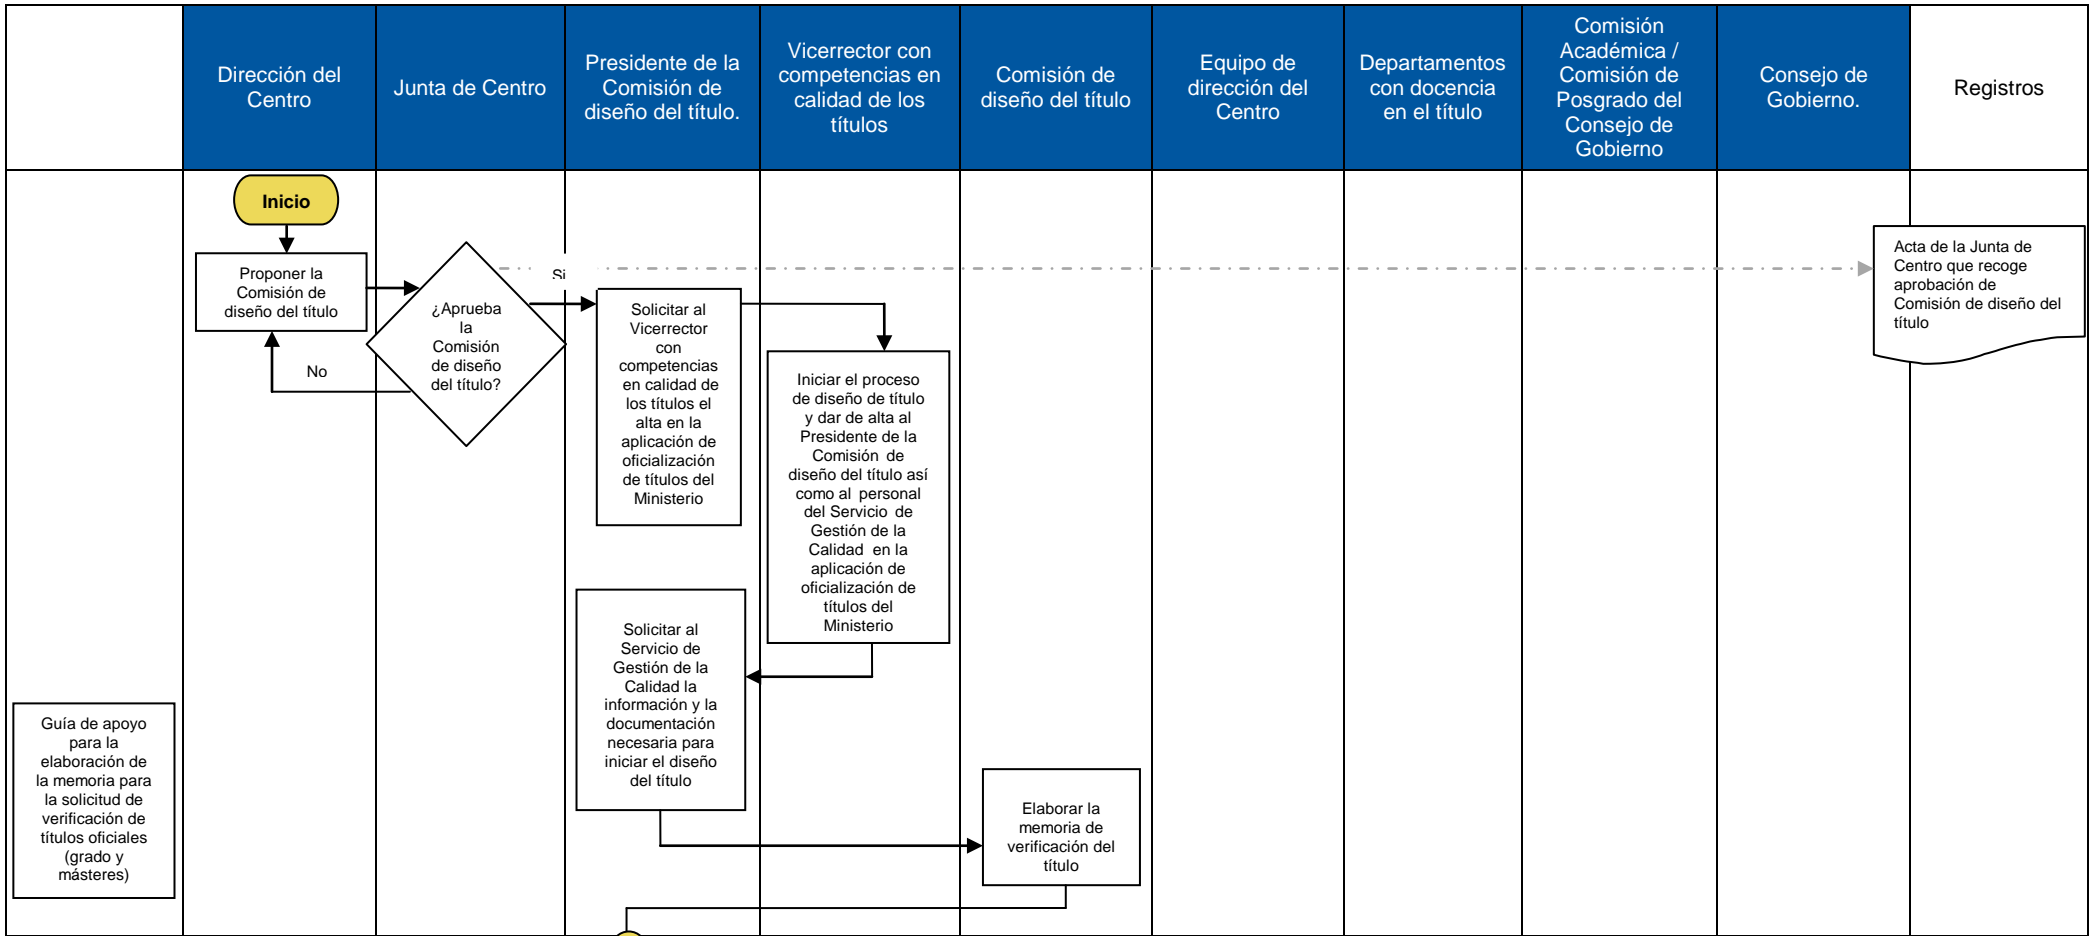 Dirección del
Centro
Junta de Centro
Presidente de la
Comisión de
diseño del título.
Vicerrector con
competencias en
calidad de los
títulos
Comisión de
diseño del título
Equipo de
dirección del
Centro
Departamentos
con docencia
en el título
Comisión
Académica /
Comisión de
Posgrado del
Consejo de
Gobierno
Consejo de
Gobierno.
Registros
Inicio
Proponer la
Comisión de
diseño del título
¿Aprueba
la
Comisión
de diseño
del título?
Si
No
Acta de la Junta de
Centro que recoge
aprobación de
Comisión de diseño del
título
Solicitar al
Vicerrector
con
competencias
en calidad de
los títulos el
alta en la
aplicación de
oficialización
de títulos del
Ministerio
Iniciar el proceso
de diseño de título
y dar de alta al
Presidente de la
Comisión de
diseño del título así
como al personal
del Servicio de
Gestión de la
Calidad en la
aplicación de
oficialización de
títulos del
Ministerio
Solicitar al
Servicio de
Gestión de la
Calidad la
información y la
documentación
necesaria para
iniciar el diseño
del título
Guía de apoyo
para la
elaboración de
la memoria para
la solicitud de
verificación de
títulos oficiales
(grado y
másteres)
Elaborar la
memoria de
verificación del
título